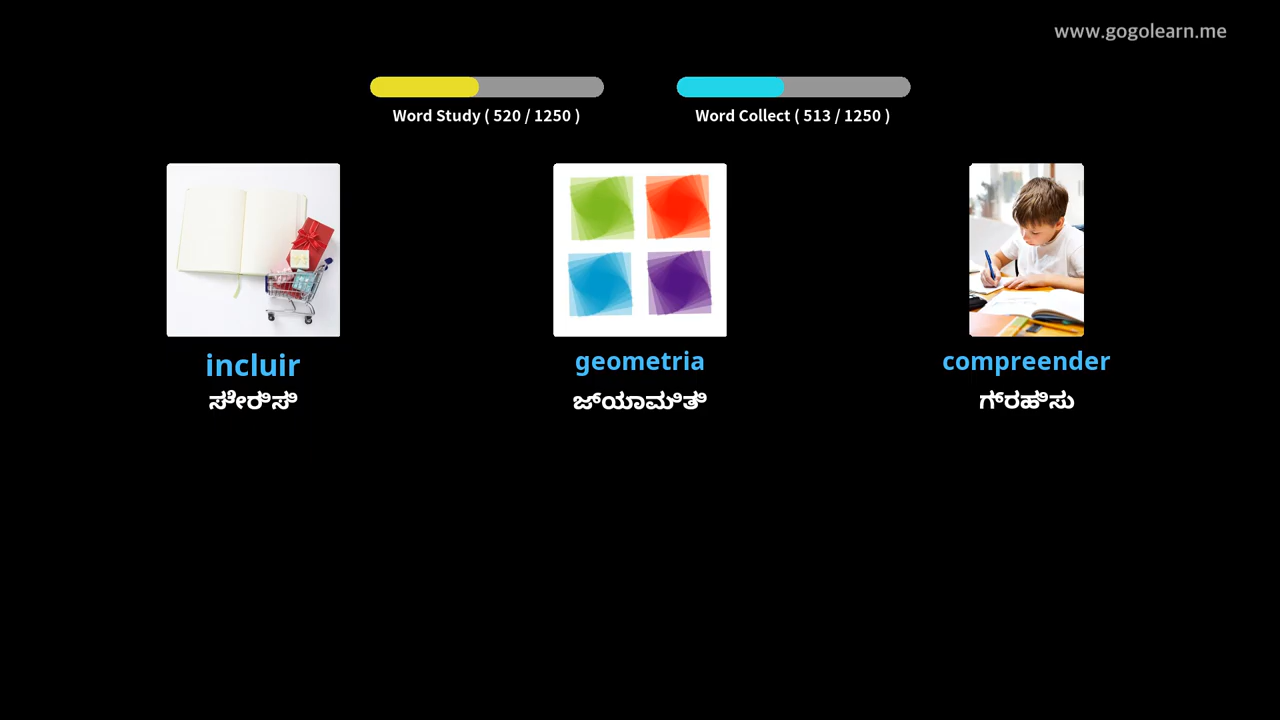 www.gogolearn.me
Word Study ( 520 / 1250 )
Word Collect ( 513 / 1250 )
incluir
geometria
compreender
ಸೇರಿಸಿ
ಜ್ಯಾಮಿತಿ
ಗ್ರಹಿಸು